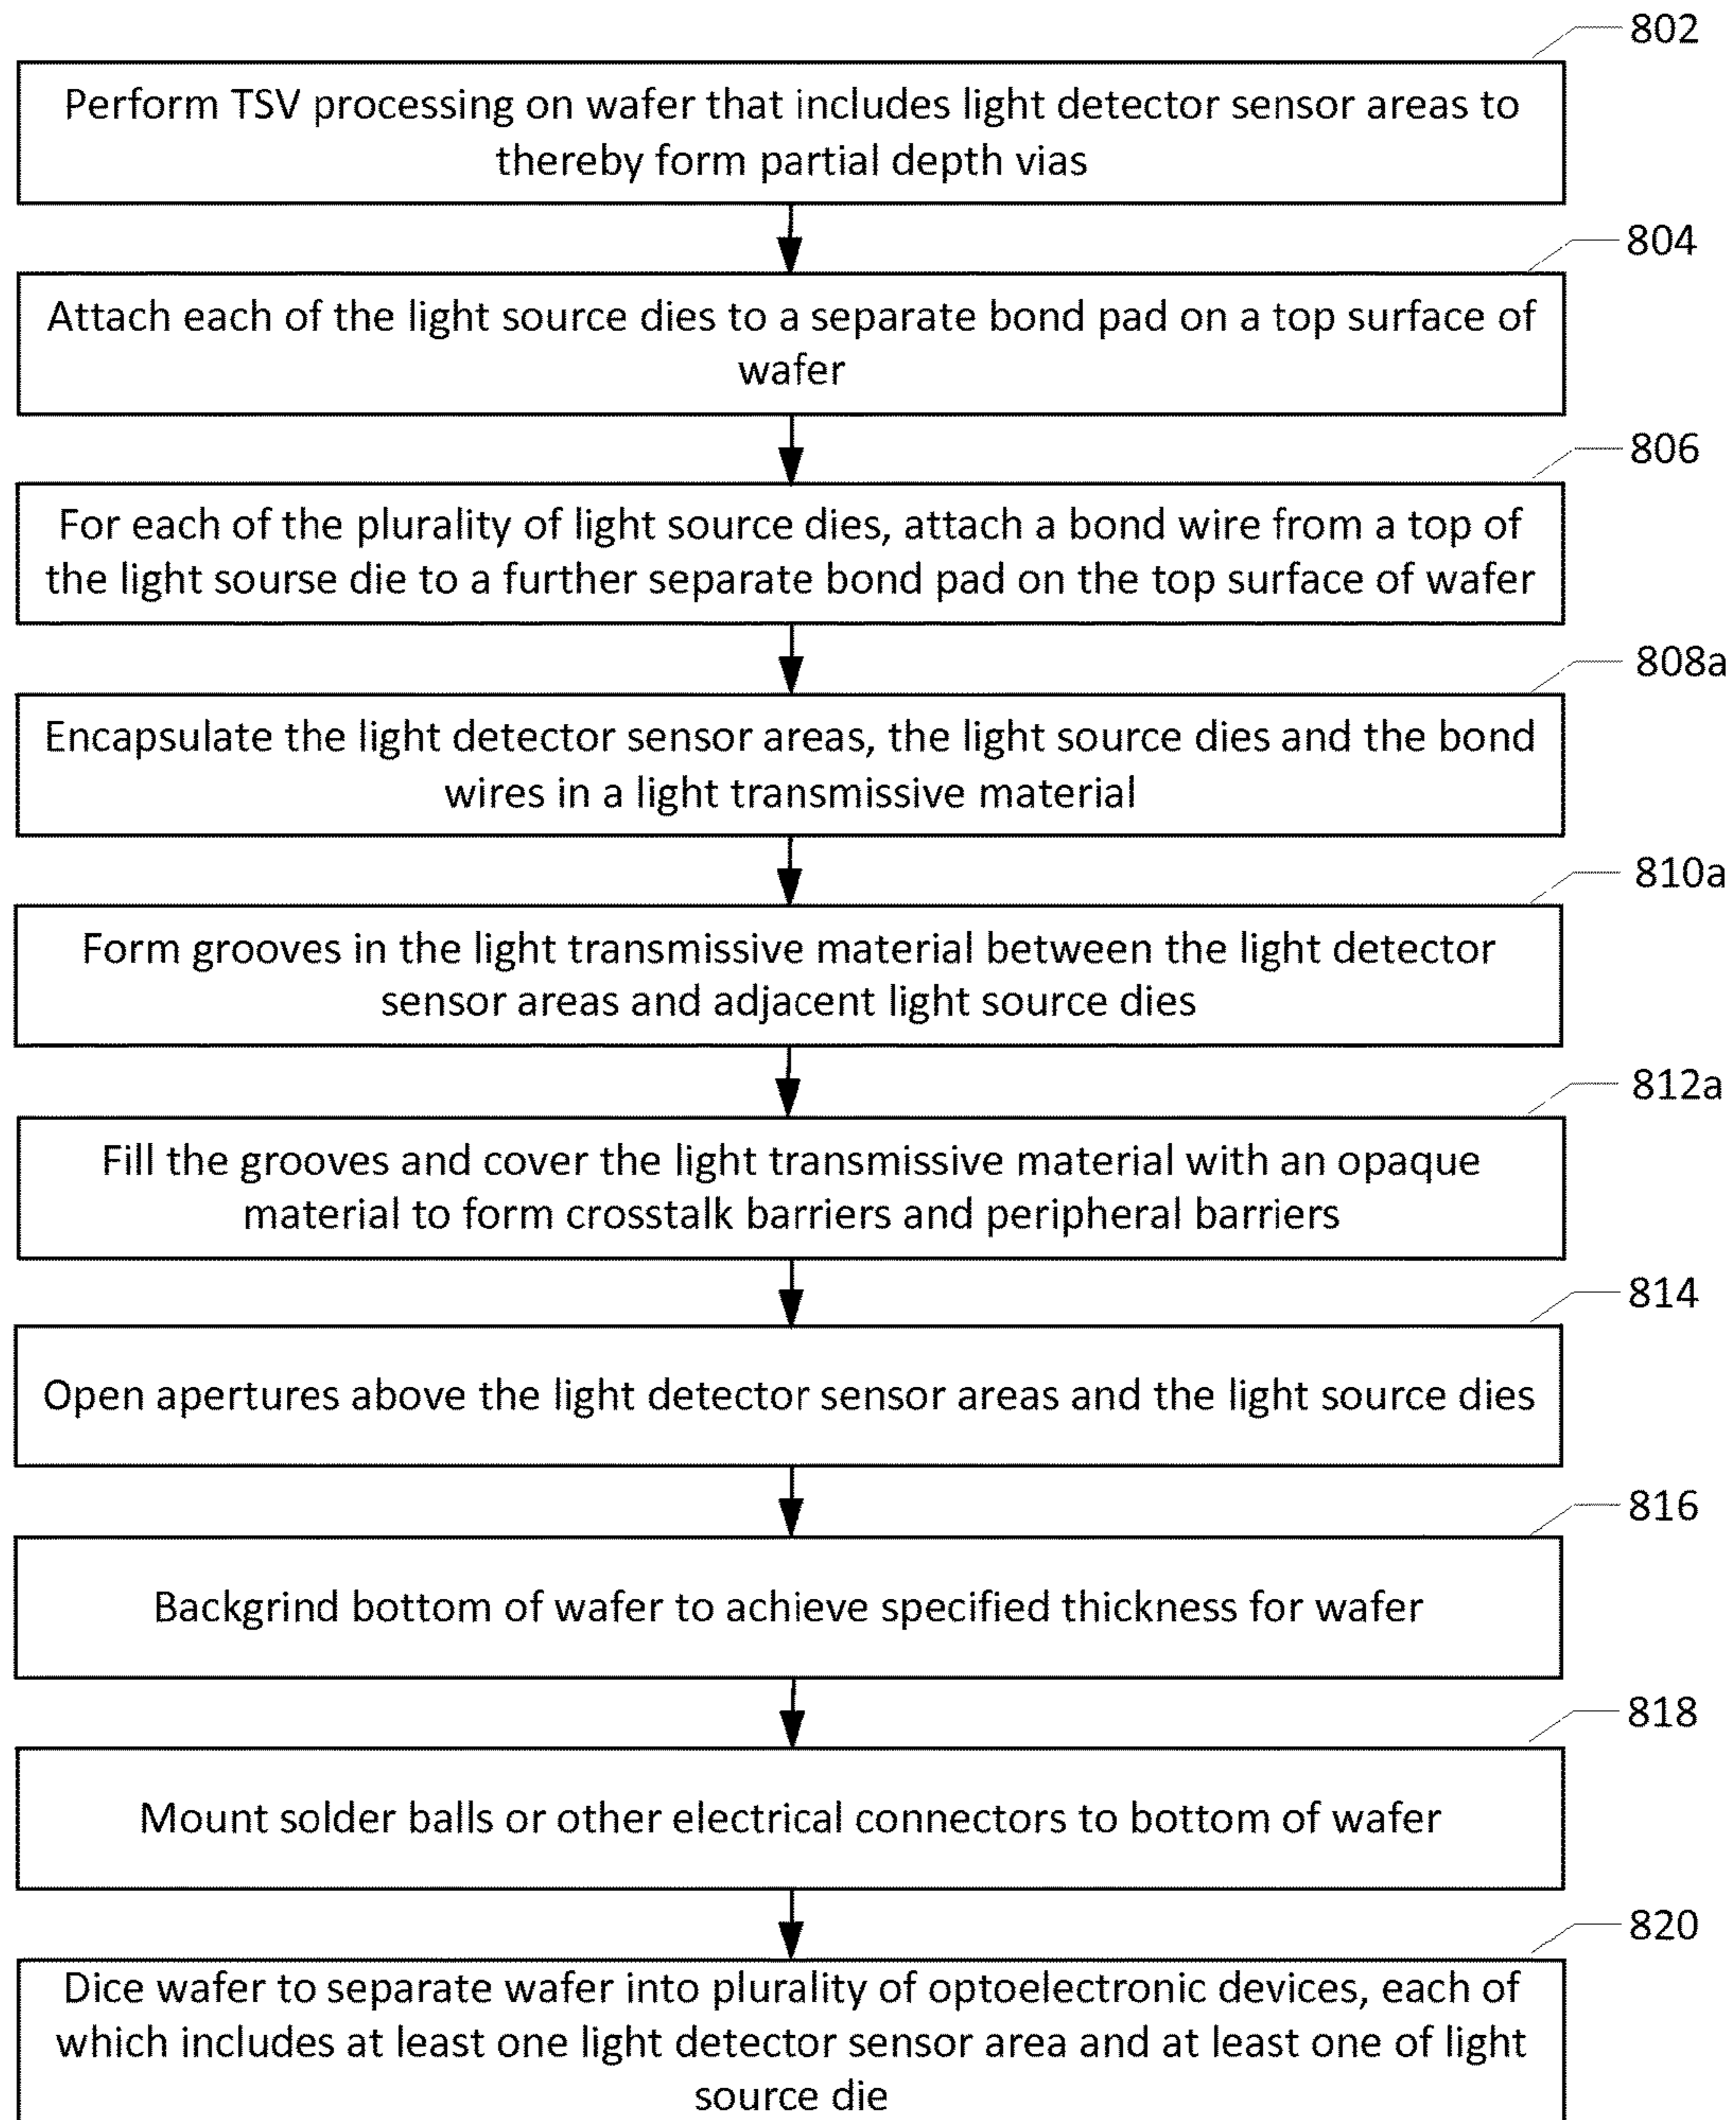 802
Perform TSV processing on wafer that includes light detector sensor areas to
thereby form partial depth vias
804
Attach each of the light source dies to a separate bond pad on a top surface of
wafer
806
For each of the plurality of light source dies, attach a bond wire from a top of
the light sourse die to a further separate bond pad on the top surface of wafer
808a
Encapsulate the light detector sensor areas, the light source dies and the bond
wires in a light transmissive material
810a
Form grooves in the light transmissive material between the light detector
sensor areas and adjacent light source dies
812a
Fill the grooves and cover the light transmissive material with an opaque
material to form crosstalk barriers and peripheral barriers
814
Open apertures above the light detector sensor areas and the light source dies
816
Backgrind bottom of wafer to achieve specified thickness for wafer
818
Mount solder balls or other electrical connectors to bottom of wafer
820
Dice wafer to separate wafer into plurality of optoelectronic devices, each of
which includes at least one light detector sensor area and at least one of light
source die